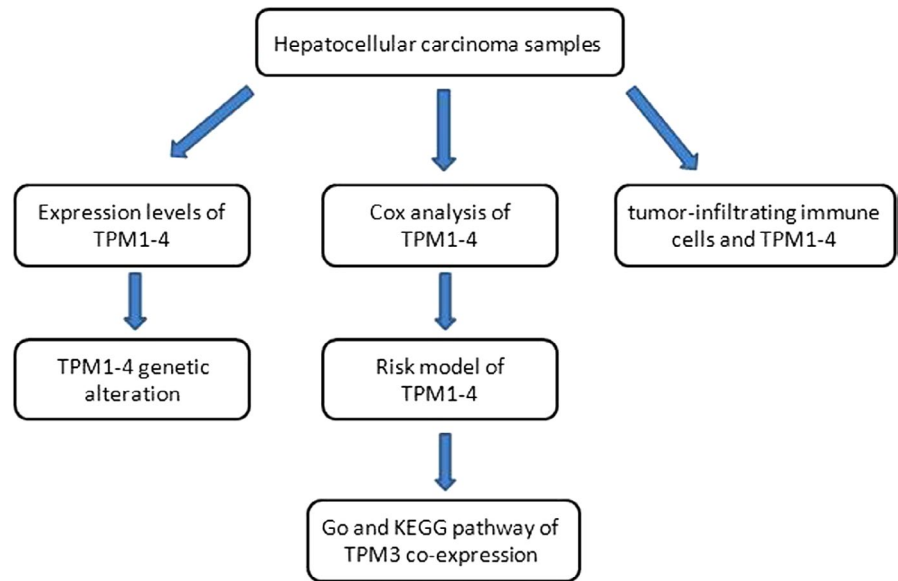 Hepatocellular carcinoma samples
Expression levels of
TPM1-4
Cox analysis of
TPM1-4
tumor-infiltrating immune
cells and TPM1-4
TPM1-4 genetic
alteration
Risk model of
TPM1-4
Go and KEGG pathway of
TPM3 co-expression